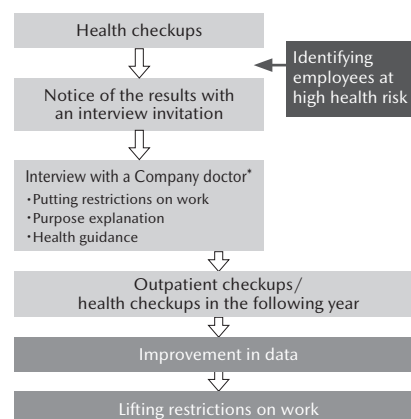 Health checkups
Identifying
employees at
high health risk
Notice of the results with
an interview invitation
Interview with a Company doctor*
・Putting restrictions on work
・Purpose explanation
・Health guidance
Outpatient checkups/
health checkups in the following year
Improvement in data
Lifting restrictions on work